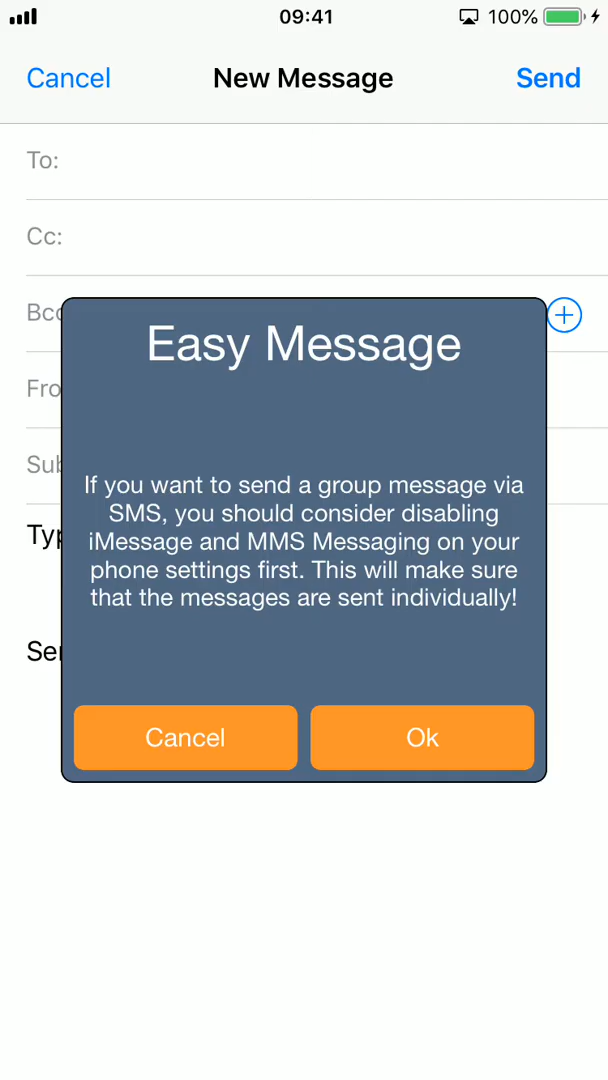 09:41
100%
Cancel
New Message
Send
To:
Cc:
Easy Message
If you want to send a group message via
SMS, you should consider disabling
iMessage and MMS Messaging on your
phone settings first. This will make sure
that the messages are sent individually!
Cancel
Ok